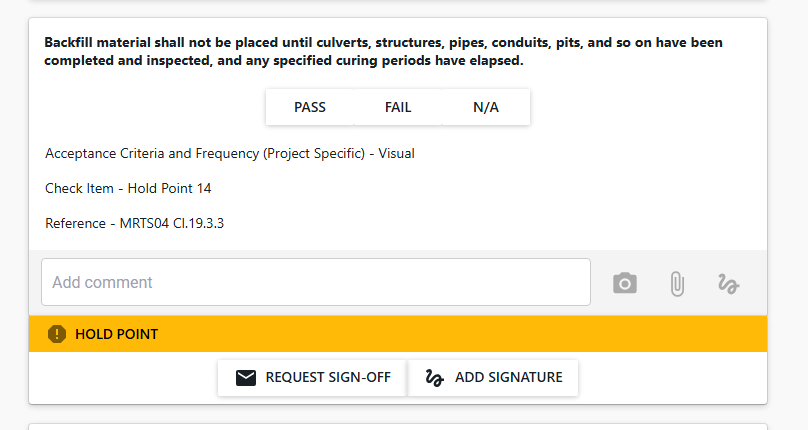 Backfill material shall not be placed until culverts, structures, pipes, conduits, pits, and so on have been
completed and inspected, and any specified curing periods have elapsed.
PASS FAIL N/A
Acceptance Criteria and Frequency (Project Specific) - Visual
Check Item - Hold Point 14
Reference - MRTS04 Cl.19.3.3
Add comment
HOLD POINT
REQUEST SIGN-OFF ADD SIGNATURE